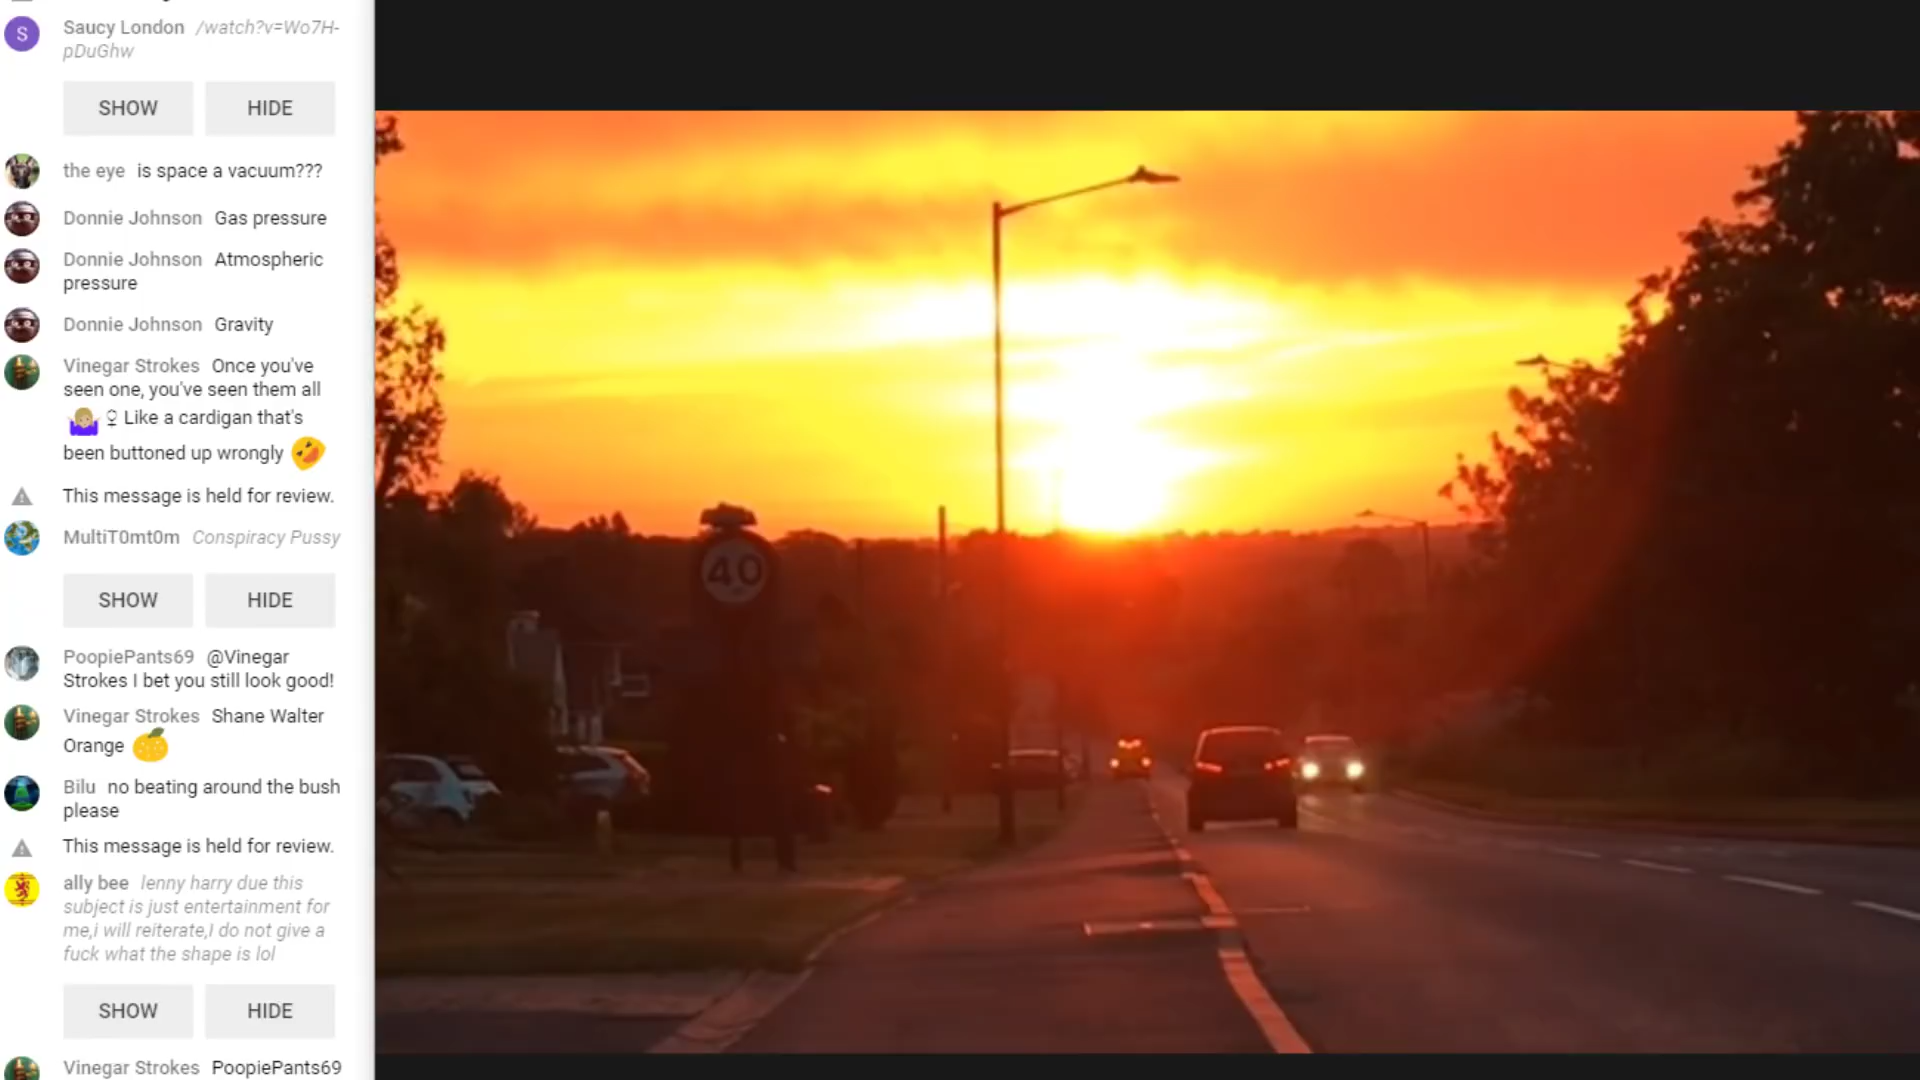 Saucy London /watch?v=Wo7H-
pDuGhw
SHOW HIDE
the eye is space a vacuum???
Donnie Johnson Gas pressure
Donnie Johnson Atmospheric
pressure
Donnie Johnson Gravity
Vinegar Strokes Once you've
seen one, you've seen them all
🤷🏼♀ Like a cardigan that's
been buttoned up wrongly 🤣
This message is held for review.
MultiT0mt0m Conspiracy Pussy
SHOW HIDE
PoopiePants69 @Vinegar
Strokes I bet you still look good!
Vinegar Strokes Shane Walter
Orange 🍊
Bilu no beating around the bush
please
This message is held for review.
ally bee lenny harry due this
subject is just entertainment for
me,i will reiterate,I do not give a
fuck what the shape is lol
SHOW HIDE
Vinegar Strokes PoopiePants69
S
40